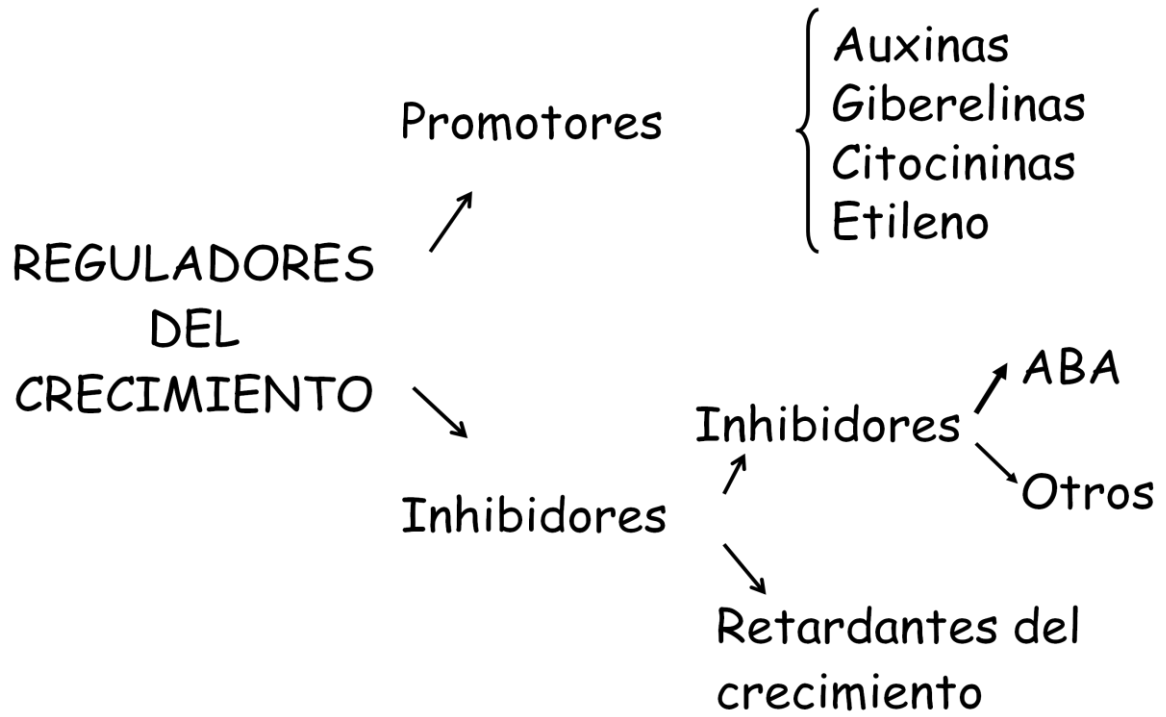 REGULADORES
DEL
CRECIMIENTO
Promotores
Auxinas
Giberelinas
Citocininas
Etileno
Inhibidores
Inhibidores
ABA
Otros
Retardantes del
crecimiento